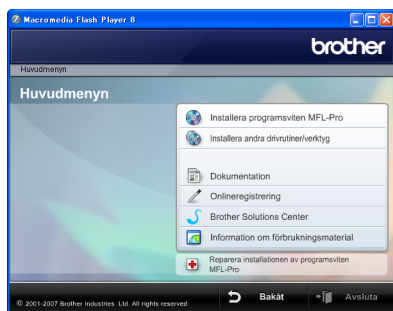 Macromedia Flash Player 8
brother
Huvudmenyn
Huvudmenyn
Installera programsviten MFL-Pro
Installera andra drivrutiner/verktyg
Dokumentation
Onlineregistrering
Brother Solutions Center
Information om förbrukningsmaterial
Reparera installationen av programsviten
MFL-Pro
© 2001-2007 Brother Industries Ltd. All rights reserved
Bakåt
Avsluta